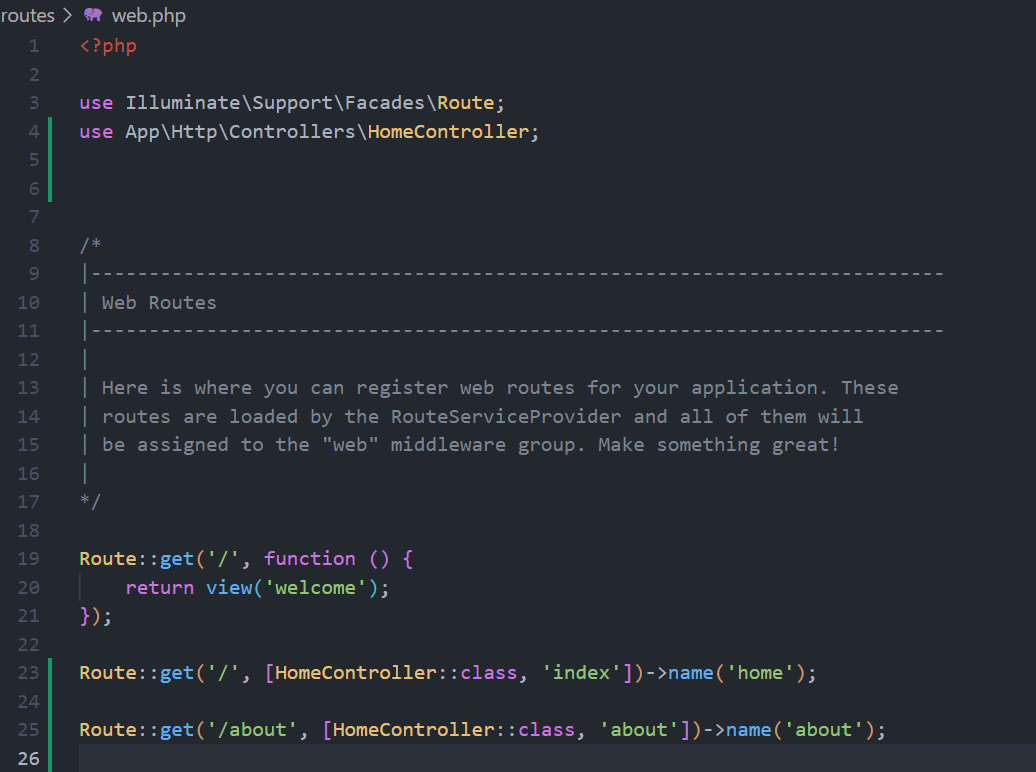 routes > web.php
1 <?php
2
3 use Illuminate\Support\Facades\Route;
4 use App\Http\Controllers\HomeController;
5
6
7
8 /*
9 |--------------------------------------------------------------------------
10 | Web Routes
11 |--------------------------------------------------------------------------
12 |
13 | Here is where you can register web routes for your application. These
14 | routes are loaded by the RouteServiceProvider and all of them will
15 | be assigned to the "web" middleware group. Make something great!
16 |
17 */
18
19 Route::get('/', function () {
20     return view('welcome');
21 });
22
23 Route::get('/', [HomeController::class, 'index'])->name('home');
24
25 Route::get('/about', [HomeController::class, 'about'])->name('about');
26